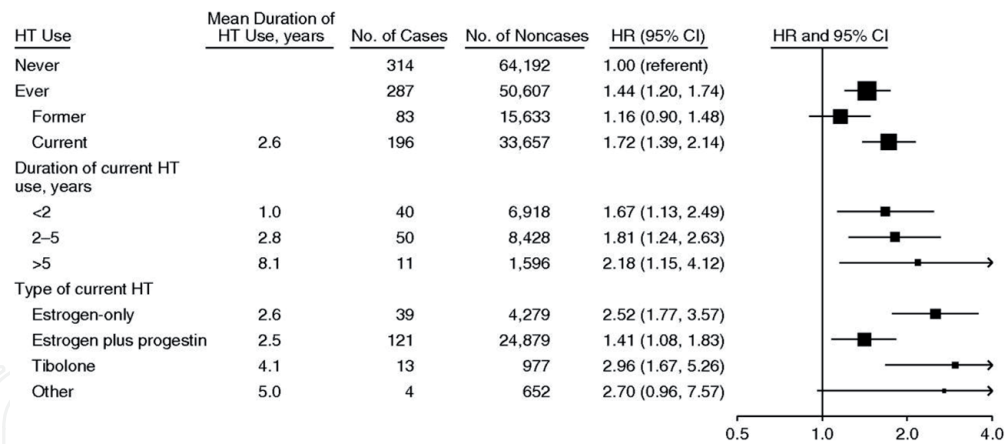 HT Use Mean Duration of HT Use, years No. of Cases No. of Noncases HR (95% CI) HR and 95% CI
Never 314 64,192 1.00 (referent)
Ever 287 50,607 1.44 (1.20, 1.74)
Former 83 15,633 1.16 (0.90, 1.48)
Current 2.6 196 33,657 1.72 (1.39, 2.14)
Duration of current HT
use, years
<2 1.0 40 6,918 1.67 (1.13, 2.49)
2–5 2.8 50 8,428 1.81 (1.24, 2.63)
>5 8.1 11 1,596 2.18 (1.15, 4.12)
Type of current HT
Estrogen-only 2.6 39 4,279 2.52 (1.77, 3.57)
Estrogen plus progestin 2.5 121 24,879 1.41 (1.08, 1.83)
Tibolone 4.1 13 977 2.96 (1.67, 5.26)
Other 5.0 4 652 2.70 (0.96, 7.57)
0.5 1.0 2.0 4.0